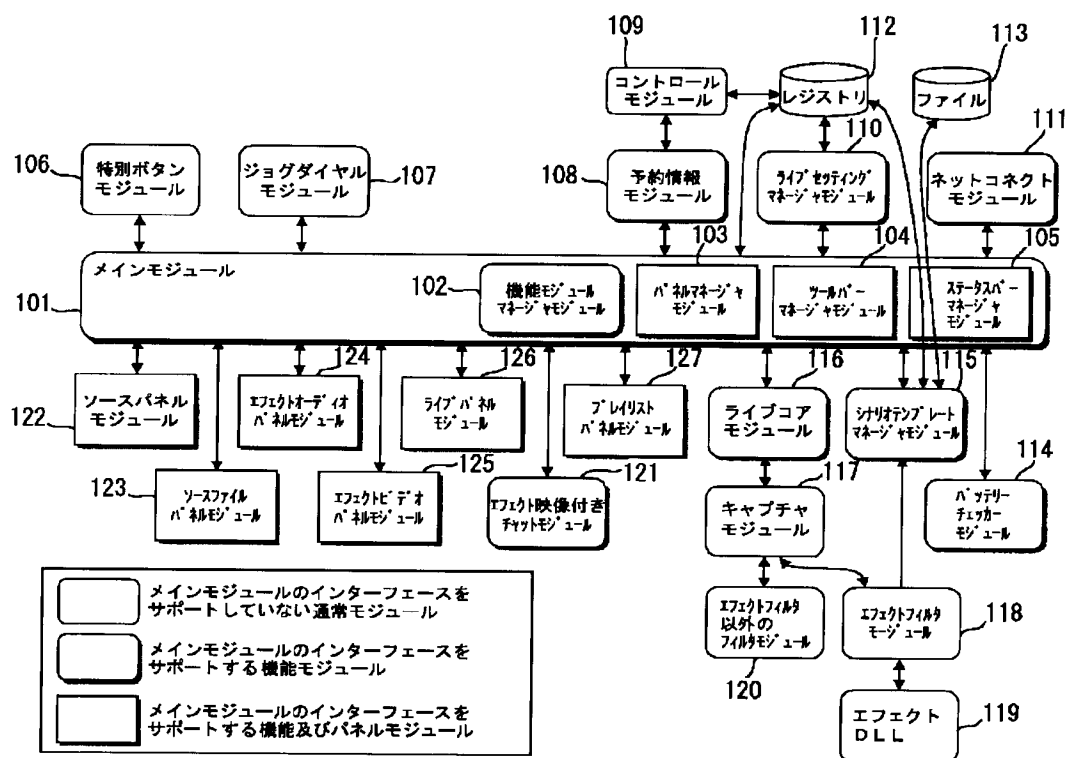 109
112
113
コントロール
モジュール
レジストリ
ファイル
106
特別ボタン
モジュール
ジョグダイヤル
モジュール
107
108
予約情報
モジュール
110
ライブセッティング
マネージャモジュール
111
ネットコネクト
モジュール
メインモジュール
101
102
機能モジュール
マネージャモジュール
103
パネルマネージャ
モジュール
104
ツールバー
マネージャモジュール
105
ステータスバー
マネージャ
モジュール
122
ソースパネル
モジュール
123
ソースファイル
パネルモジュール
124
エフェクトオーディオ
パネルモジュール
125
エフェクトビデオ
パネルモジュール
126
ライブパネル
モジュール
121
エフェクト映像付き
チャットモジュール
127
プレイリスト
パネルモジュール
116
ライブコア
モジュール
115
シナリオテンプレート
マネージャモジュール
117
キャプチャ
モジュール
114
バッテリー
チェッカー
モジュール
エフェクトフィルタ
以外の
フィルタモジュール
120
エフェクトフィルタ
モージュール
118
エフェクト
DLL
119
メインモジュールのインターフェースを
サポートしていない通常モジュール
メインモジュールのインターフェースを
サポートする機能モジュール
メインモジュールのインターフェースを
サポートする機能及びパネルモジュール